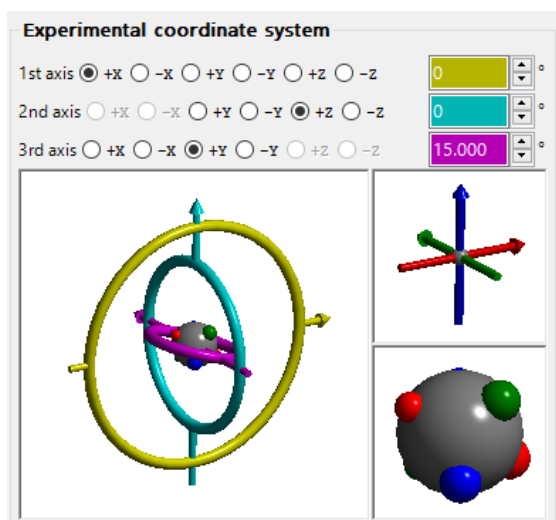 Experimental coordinate system
1st axis +X -X +Y -Y +Z -Z 0 °
2nd axis +X -X +Y -Y +Z -Z 0 °
3rd axis +X -X +Y -Y +Z -Z 15.000 °